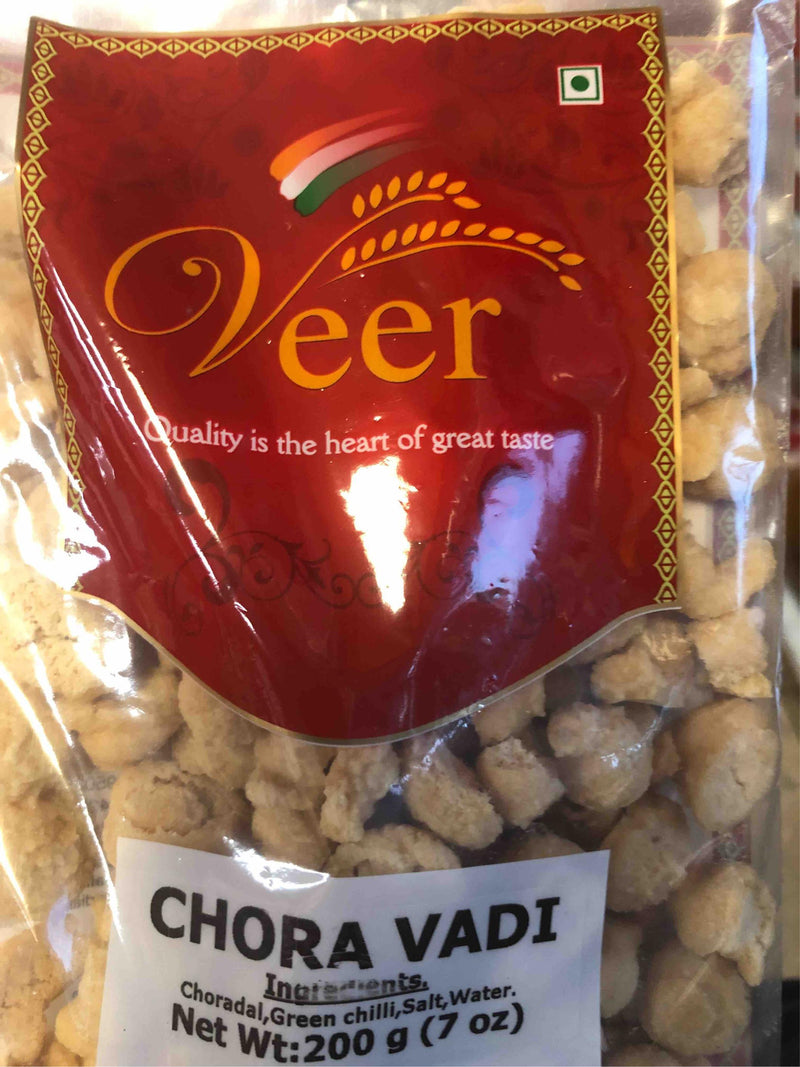 Veer
Quality is the heart of great taste
CHORA VADI
Ingredients.
Choradal,Green chilli,Salt,Water.
Net Wt:200 g (7 oz)